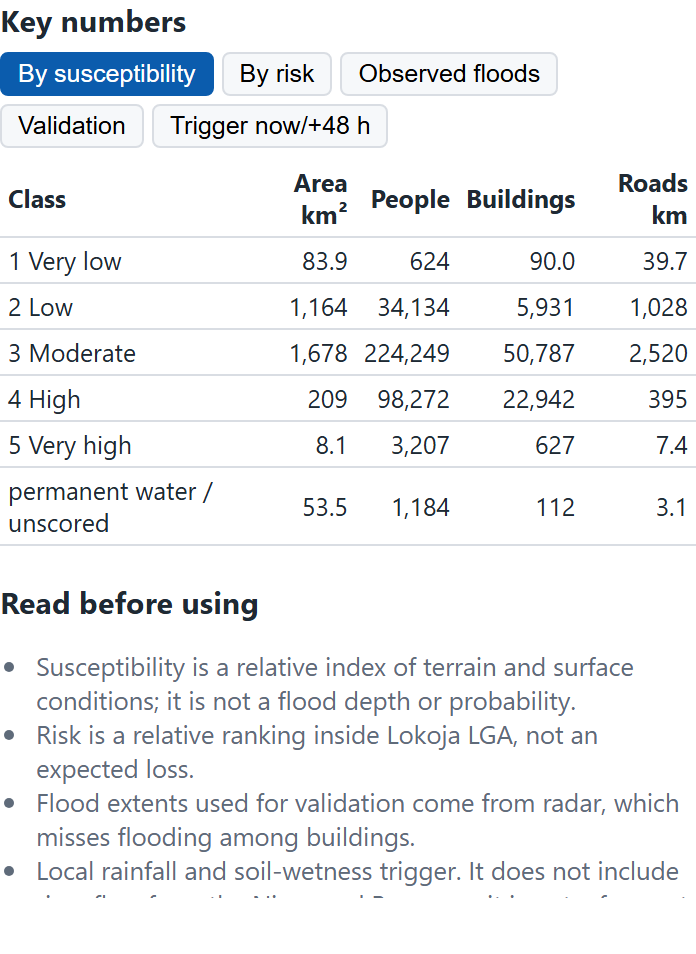 Key numbers
By susceptibility By risk Observed floods
Validation Trigger now/+48 h
Class Area km² People Buildings Roads km
1 Very low 83.9 624 90.0 39.7
2 Low 1,164 34,134 5,931 1,028
3 Moderate 1,678 224,249 50,787 2,520
4 High 209 98,272 22,942 395
5 Very high 8.1 3,207 627 7.4
permanent water / unscored 53.5 1,184 112 3.1
Read before using
• Susceptibility is a relative index of terrain and surface
conditions; it is not a flood depth or probability.
• Risk is a relative ranking inside Lokoja LGA, not an
expected loss.
• Flood extents used for validation come from radar, which
misses flooding among buildings.
• Local rainfall and soil-wetness trigger. It does not include